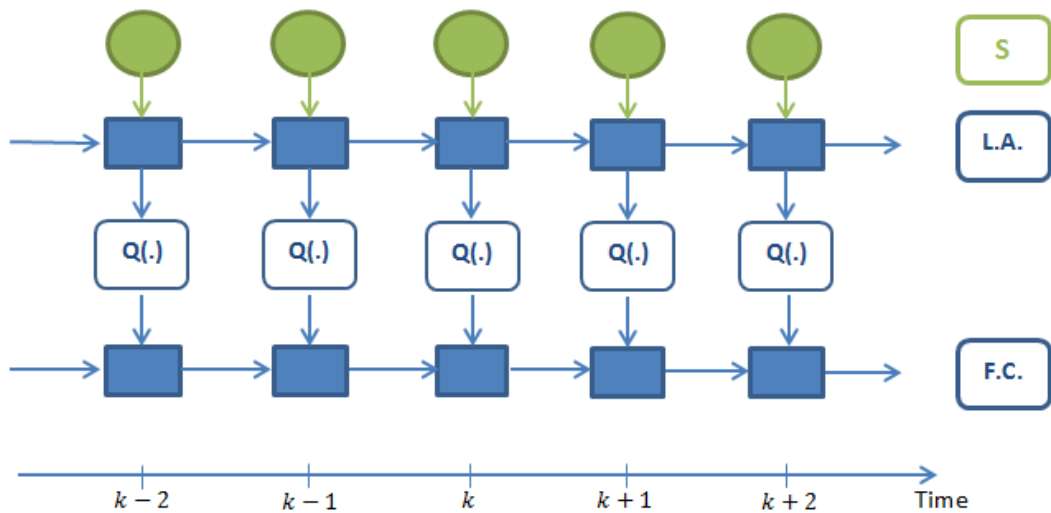 S
L.A.
Q(.) Q(.) Q(.) Q(.) Q(.)
F.C.
k − 2 k − 1 k k + 1 k + 2 Time